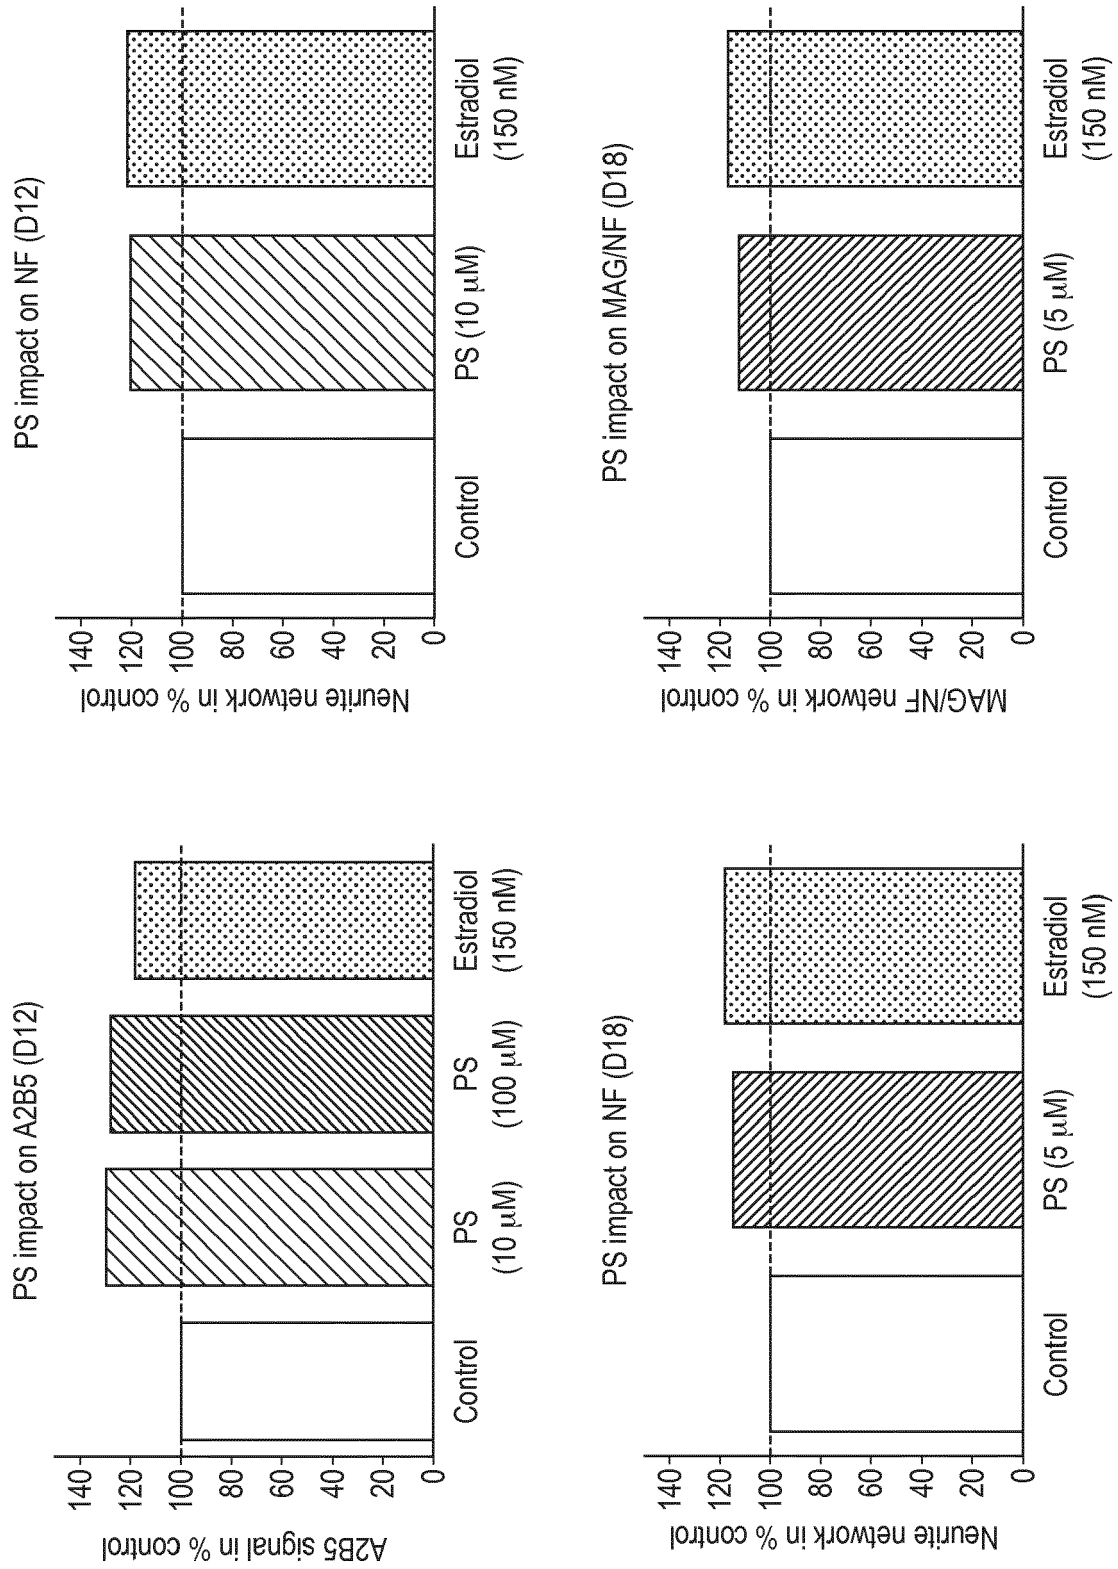 PS impact on A2B5 (D12)
A2B5 signal in % control
140
120
100
80
60
40
20
0
Control
PS
(10 µM)
PS
(100 µM)
Estradiol
(150 nM)
PS impact on NF (D12)
Neurite network in % control
140
120
100
80
60
40
20
0
Control
PS (10 µM)
Estradiol
(150 nM)
PS impact on NF (D18)
Neurite network in % control
140
120
100
80
60
40
20
0
Control
PS (5 µM)
Estradiol
(150 nM)
PS impact on MAG/NF (D18)
MAG/NF network in % control
140
120
100
80
60
40
20
0
Control
PS (5 µM)
Estradiol
(150 nM)